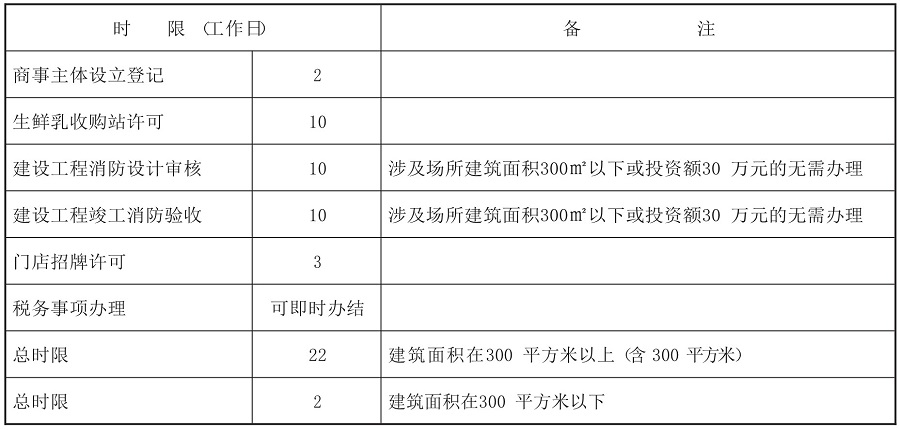 时 限（工作日） 备 注
商事主体设立登记 2
生鲜乳收购站许可 10
建设工程消防设计审核 10 涉及场所建筑面积300㎡以下或投资额30 万元的无需办理
建设工程竣工消防验收 10 涉及场所建筑面积300㎡以下或投资额30 万元的无需办理
门店招牌许可 3
税务事项办理 可即时办结
总时限 22 建筑面积在300 平方米以上（含 300 平方米）
总时限 2 建筑面积在300 平方米以下